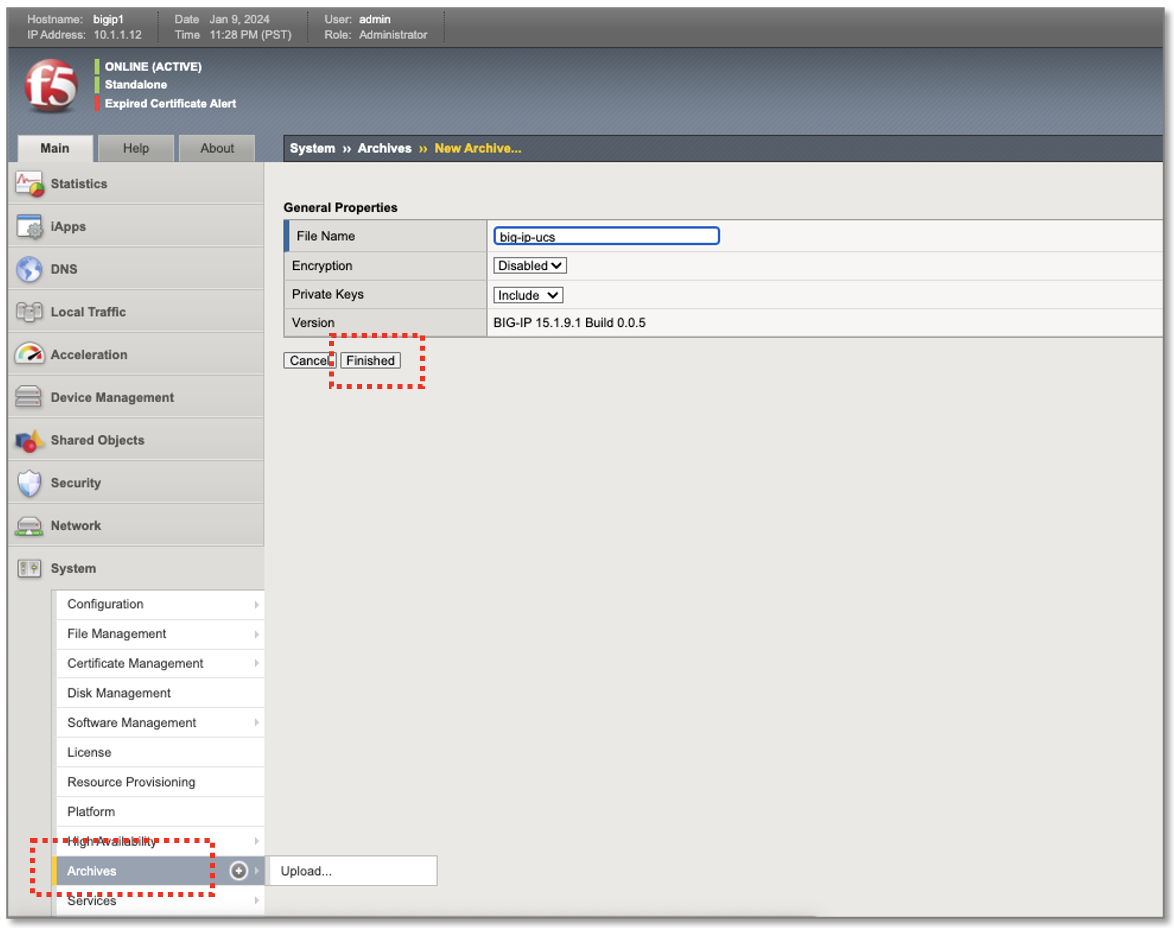 Hostname: bigip1 Date Jan 9, 2024 User: admin
IP Address: 10.1.1.12 Time 11:28 PM (PST) Role: Administrator
f5
ONLINE (ACTIVE)
Standalone
Expired Certificate Alert
Main Help About
System ›› Archives ›› New Archive...
Statistics
iApps
DNS
Local Traffic
Acceleration
Device Management
Shared Objects
Security
Network
System
Configuration
File Management
Certificate Management
Disk Management
Software Management
License
Resource Provisioning
Platform
High Availability
Archives
Upload...
Services
General Properties
File Name big-ip-ucs
Encryption Disabled
Private Keys Include
Version BIG-IP 15.1.9.1 Build 0.0.5
Cancel Finished